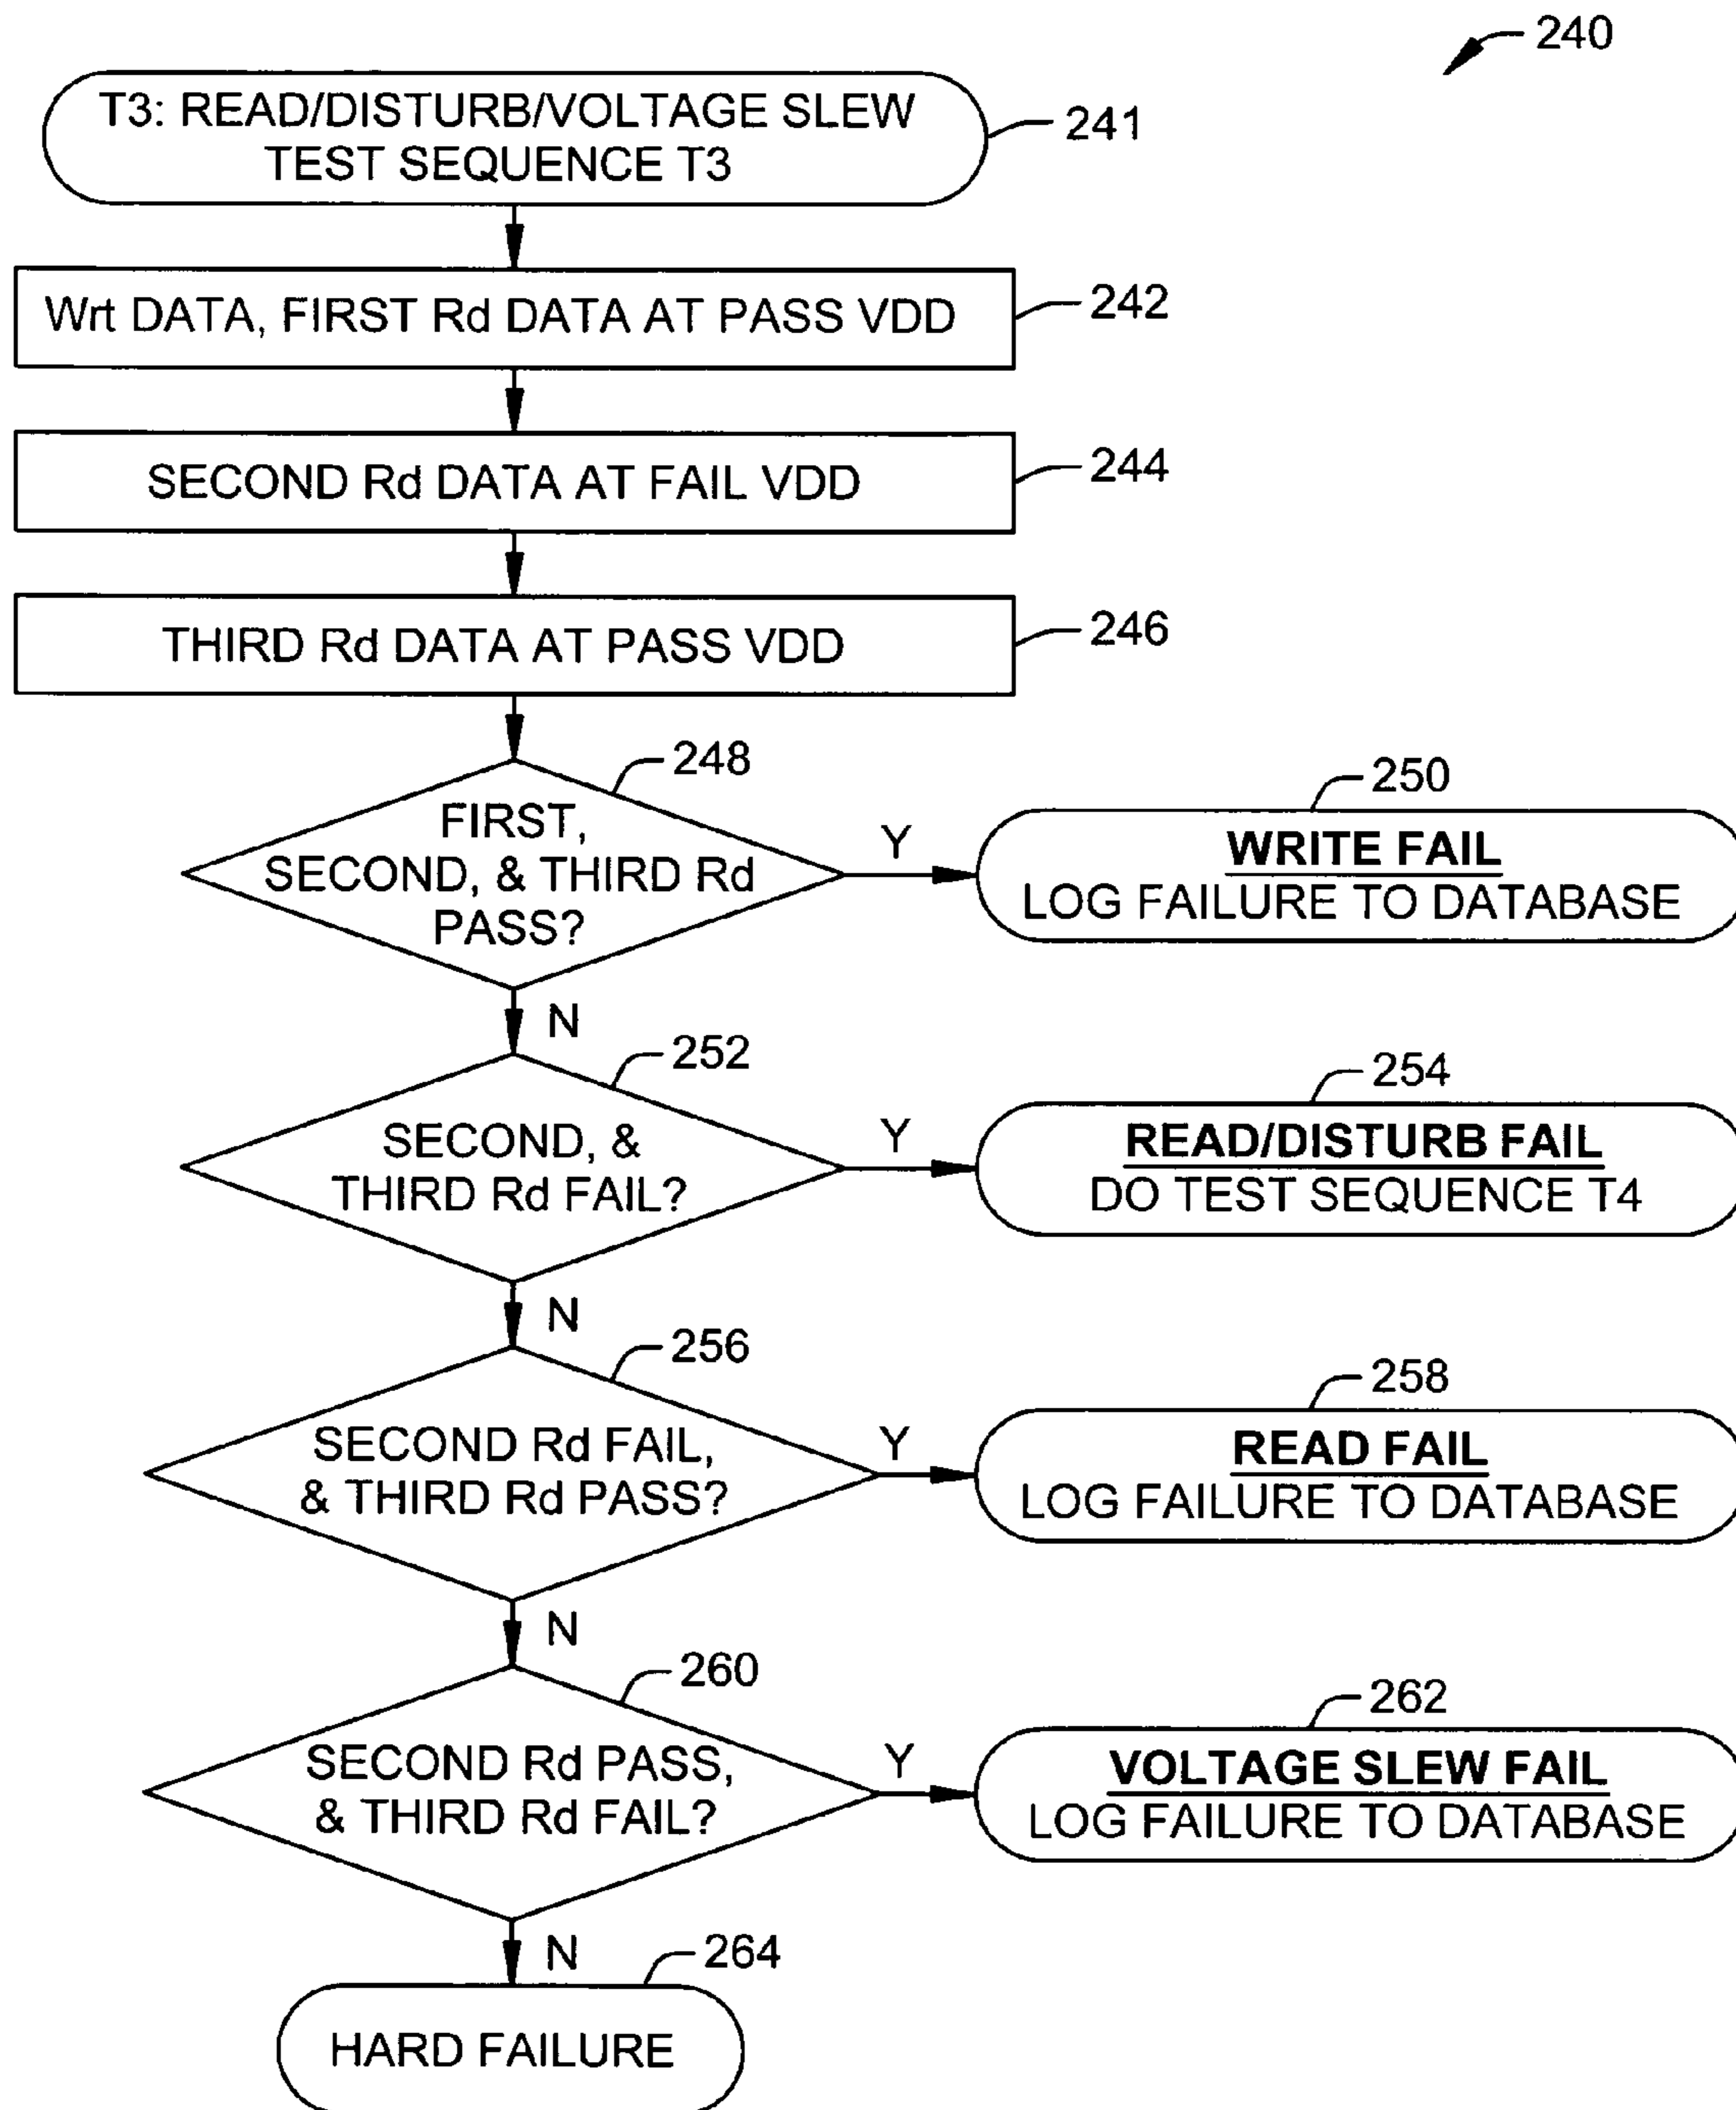 240
T3: READ/DISTURB/VOLTAGE SLEW
TEST SEQUENCE T3
241
Wrt DATA, FIRST Rd DATA AT PASS VDD
242
SECOND Rd DATA AT FAIL VDD
244
THIRD Rd DATA AT PASS VDD
246
248
FIRST,
SECOND, & THIRD Rd
PASS?
Y
250
WRITE FAIL
LOG FAILURE TO DATABASE
N
252
SECOND, &
THIRD Rd FAIL?
Y
254
READ/DISTURB FAIL
DO TEST SEQUENCE T4
N
256
SECOND Rd FAIL,
& THIRD Rd PASS?
Y
258
READ FAIL
LOG FAILURE TO DATABASE
N
260
SECOND Rd PASS,
& THIRD Rd FAIL?
Y
262
VOLTAGE SLEW FAIL
LOG FAILURE TO DATABASE
N
264
HARD FAILURE